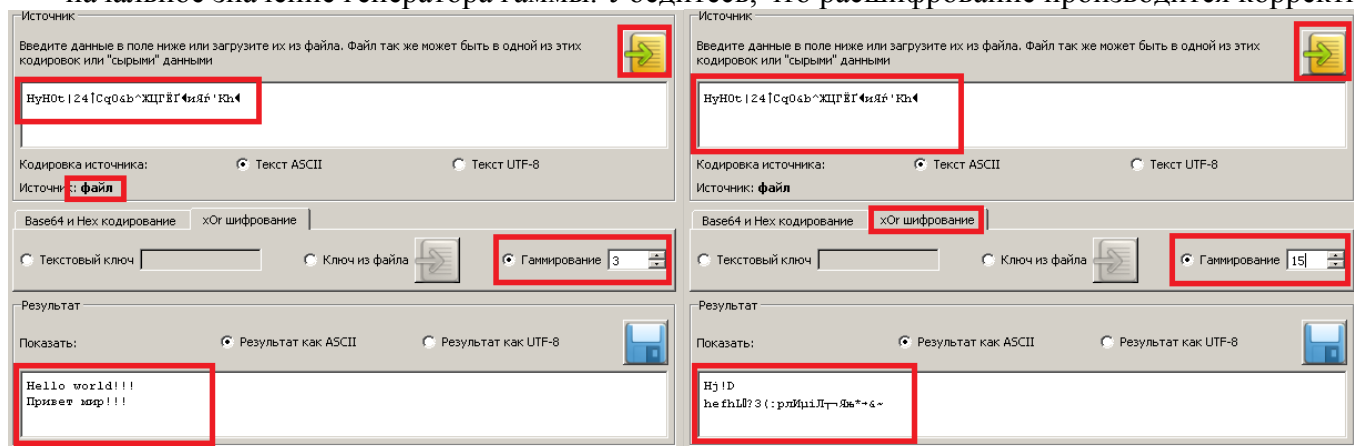 начальное значение генератора гаммы. Убедитесь, что расшифрование производится коррект
Источник
Введите данные в поле ниже или загрузите их из файла. Файл так же может быть в одной из этих
кодировок или "сырыми" данными
Кодировка источника: Текст ASCII Текст UTF-8
Источник: файл
Base64 и Hex кодирование xOr шифрование
Текстовый ключ Ключ из файла Гаммирование 3
Результат
Показать: Результат как ASCII Результат как UTF-8
Hello world!!!
Привет мир!!!
Источник
Введите данные в поле ниже или загрузите их из файла. Файл так же может быть в одной из этих
кодировок или "сырыми" данными
Кодировка источника: Текст ASCII Текст UTF-8
Источник: файл
Base64 и Hex кодирование xOr шифрование
Текстовый ключ Ключ из файла Гаммирование 15
Результат
Показать: Результат как ASCII Результат как UTF-8
Hj!D